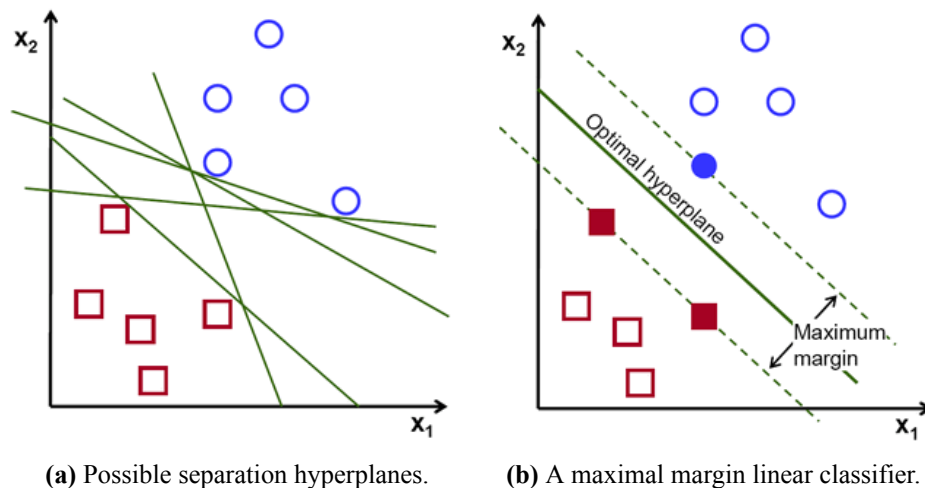 x2
x1
(a) Possible separation hyperplanes.
x2
Optimal hyperplane
Maximum
margin
x1
(b) A maximal margin linear classifier.